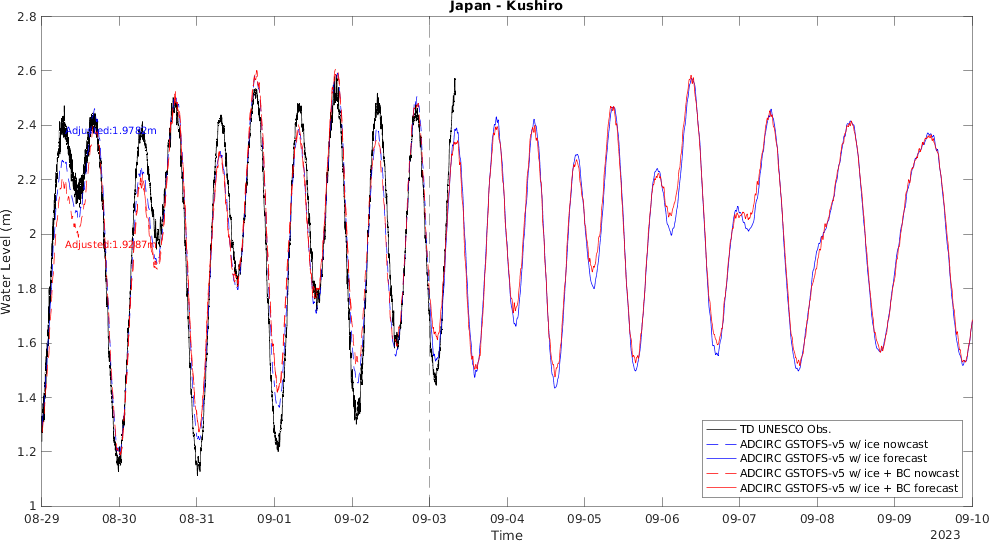 Japan - Kushiro
2.8
2.6
2.4
2.2
2
1.8
1.6
1.4
1.2
1
Water Level (m)
Adjusted:1.9782m
Adjusted:1.9287m
TD UNESCO Obs.
ADCIRC GSTOFS-v5 w/ ice nowcast
ADCIRC GSTOFS-v5 w/ ice forecast
ADCIRC GSTOFS-v5 w/ ice + BC nowcast
ADCIRC GSTOFS-v5 w/ ice + BC forecast
08-29 08-30 08-31 09-01 09-02 09-03 09-04 09-05 09-06 09-07 09-08 09-09 09-10
Time
2023